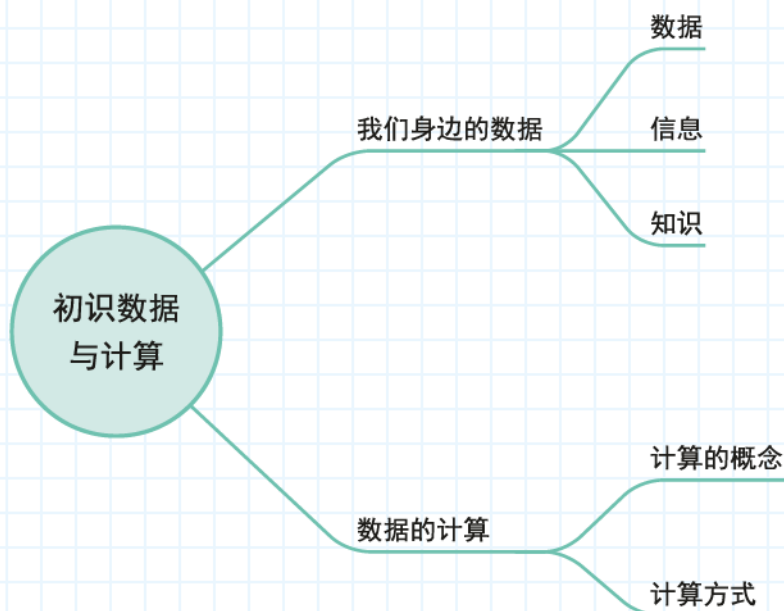 初识数据
与计算
我们身边的数据
数据
信息
知识
数据的计算
计算的概念
计算方式